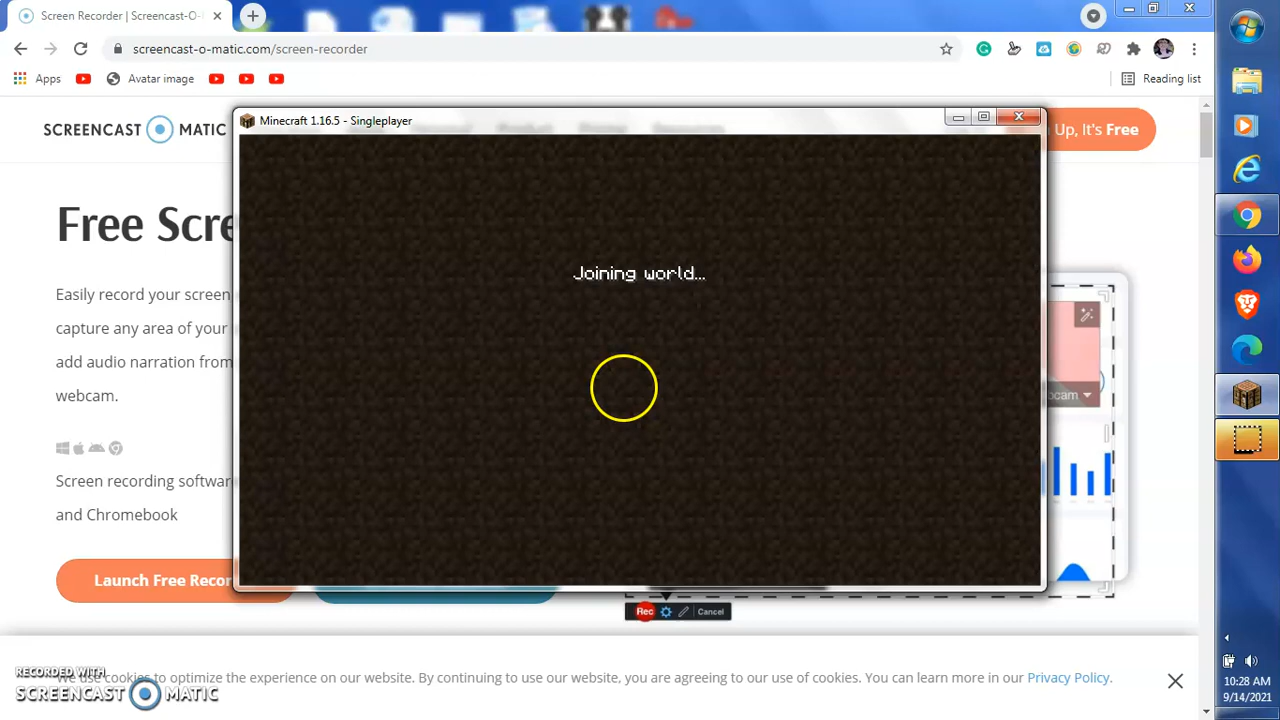 Screen Recorder | Screencast-O-
screencast-o-matic.com/screen-recorder
Apps
Avatar image
Reading list
SCREENCAST
MATIC
Up, It's Free
Minecraft 1.16.5 - Singleplayer
Joining world...
Free Scre
Easily record your screen
capture any area of your
add audio narration from
webcam.
Screen recording softwar
and Chromebook
Launch Free Recor
cam
Rec
Cancel
We use cookies to optimize the experience on our website. By continuing to use our website, you are agreeing to our use of cookies. You can learn more in our Privacy Policy.
RECORDED WITH
SCREENCAST MATIC
10:28 AM
9/14/2021